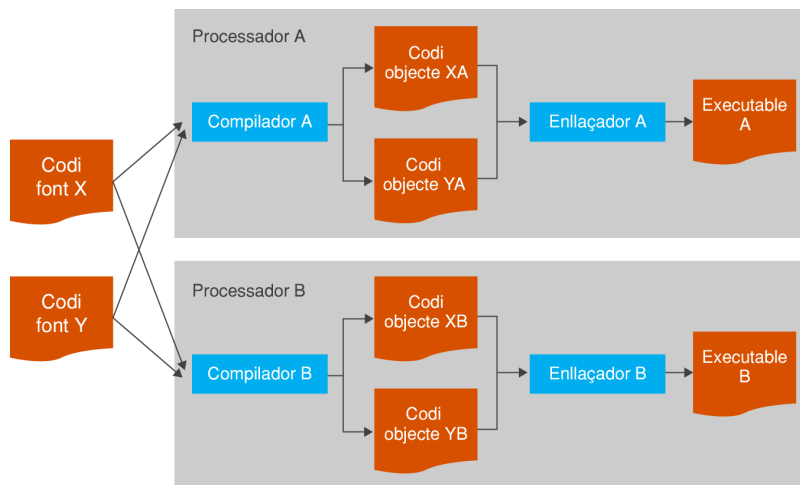 Processador A
Codi
font X
Codi
font Y
Compilador A
Codi
objecte XA
Codi
objecte YA
Enllaçador A
Executable
A
Processador B
Compilador B
Codi
objecte XB
Codi
objecte YB
Enllaçador B
Executable
B